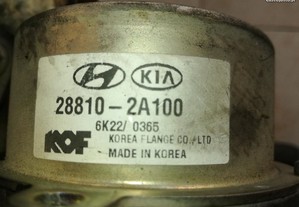 KIA
28810-2A100
6K22/ 0365
KOF KOREA FLANGE CO., LTD
MADE IN KOREA